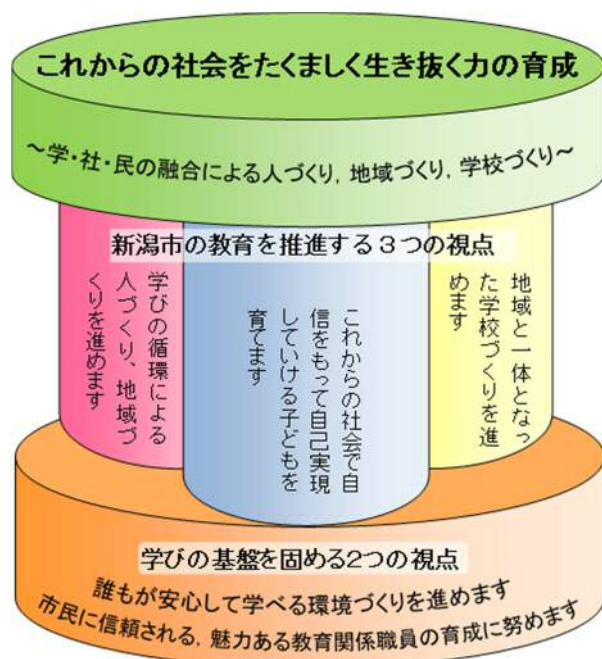 これからの社会をたくましく生き抜く力の育成
～学・社・民の融合による人づくり，地域づくり，学校づくり～
新潟市の教育を推進する３つの視点
地域と一体となっ
た学校づくりを進
めます
これからの社会で自
信をもって自己実現
していける子どもを
育てます
学びの循環による
人づくり、地域づ
くりを進めます
学びの基盤を固める2つの視点
誰もが安心して学べる環境づくりを進めます
市民に信頼される，魅力ある教育関係職員の育成に努めます